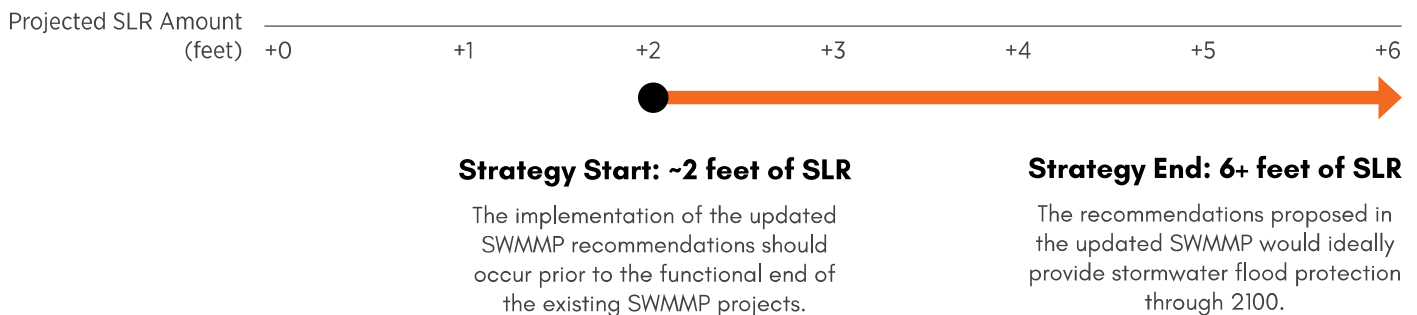 Projected SLR Amount
(feet) +0 +1 +2 +3 +4 +5 +6
Strategy Start: ~2 feet of SLR
The implementation of the updated
SWMMP recommendations should
occur prior to the functional end of
the existing SWMMP projects.
Strategy End: 6+ feet of SLR
The recommendations proposed in
the updated SWMMP would ideally
provide stormwater flood protection
through 2100.